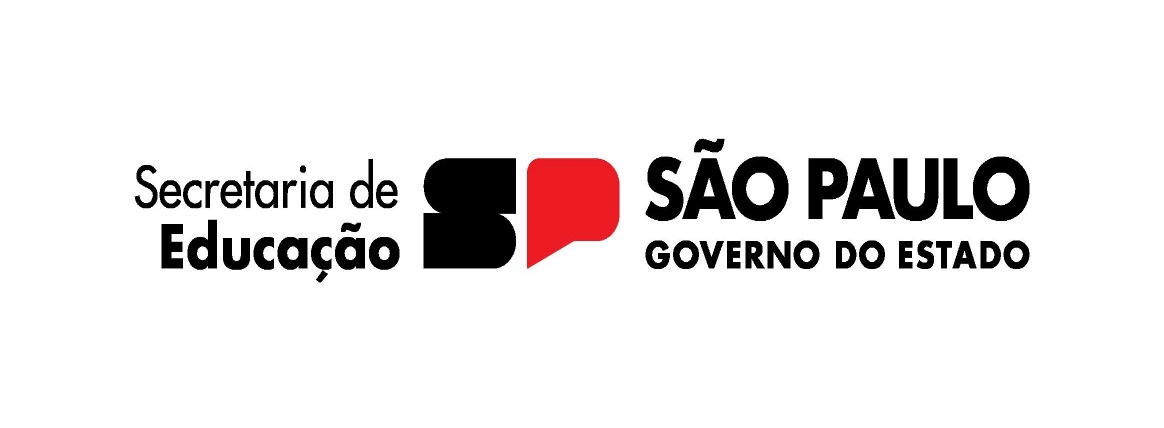 Secretaria de
Educação
SP
SÃO PAULO
GOVERNO DO ESTADO